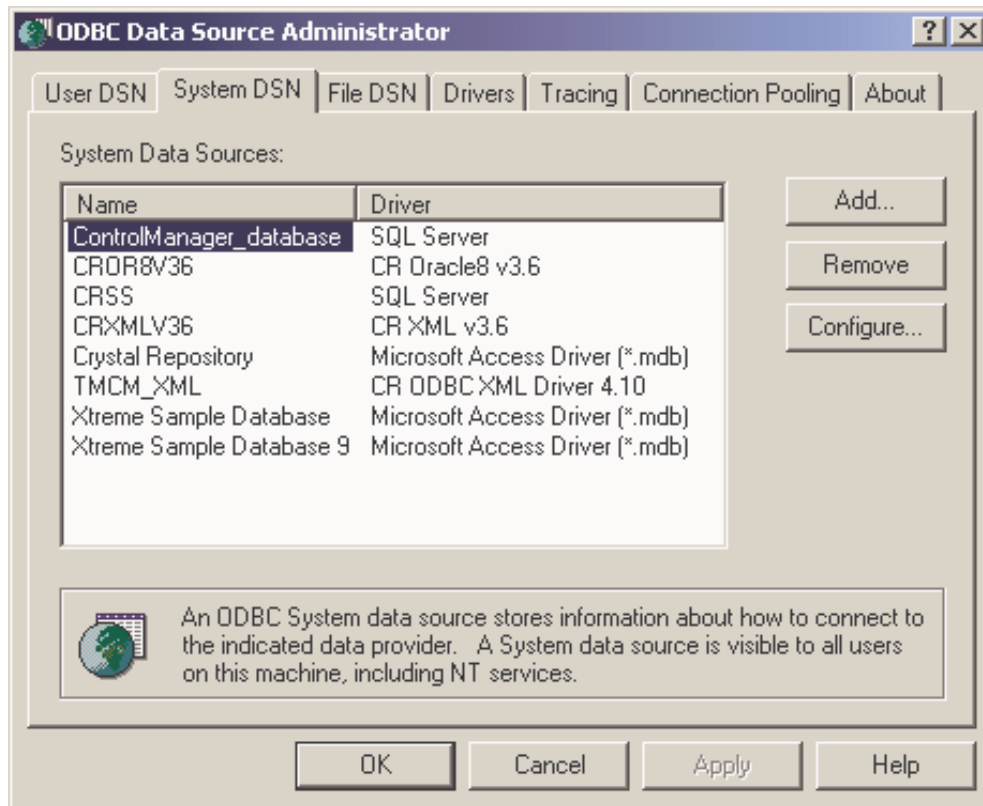 ODBC Data Source Administrator
User DSN System DSN File DSN Drivers Tracing Connection Pooling About
System Data Sources:
Name Driver
ControlManager_database SQL Server
CROR8V36 CR Oracle8 v3.6
CRSS SQL Server
CRXMLV36 CR XML v3.6
Crystal Repository Microsoft Access Driver (*.mdb)
TMCM_XML CR ODBC XML Driver 4.10
Xtreme Sample Database Microsoft Access Driver (*.mdb)
Xtreme Sample Database 9 Microsoft Access Driver (*.mdb)
Add...
Remove
Configure...
An ODBC System data source stores information about how to connect to
the indicated data provider. A System data source is visible to all users
on this machine, including NT services.
OK Cancel Apply Help